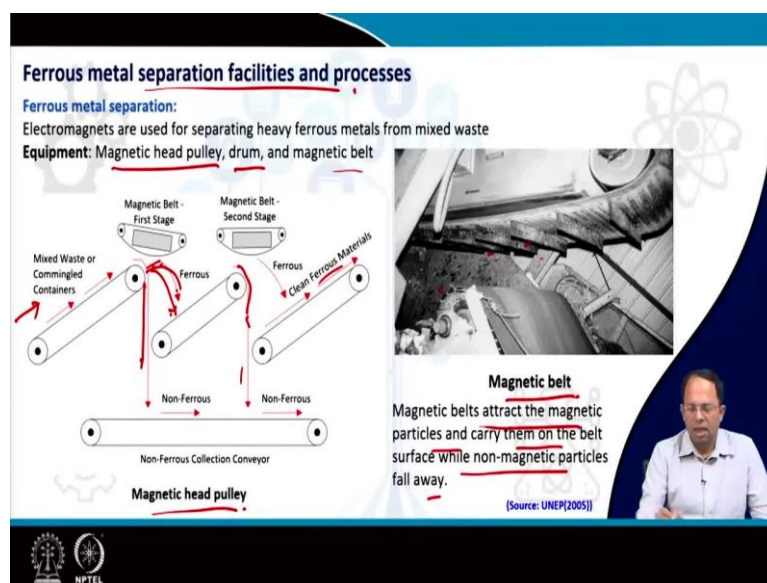 Ferrous metal separation facilities and processes
Ferrous metal separation:
Electromagnets are used for separating heavy ferrous metals from mixed waste
Equipment: Magnetic head pulley, drum, and magnetic belt
Magnetic Belt -
First Stage
Magnetic Belt -
Second Stage
Mixed Waste or
Commingled
Containers
Ferrous
Ferrous
Clean Ferrous Materials
Non-Ferrous
Non-Ferrous
Non-Ferrous Collection Conveyor
Magnetic head pulley
Magnetic belt
Magnetic belts attract the magnetic
particles and carry them on the belt
surface while non-magnetic particles
fall away.
(Source: UNEP(2005))
NPTEL